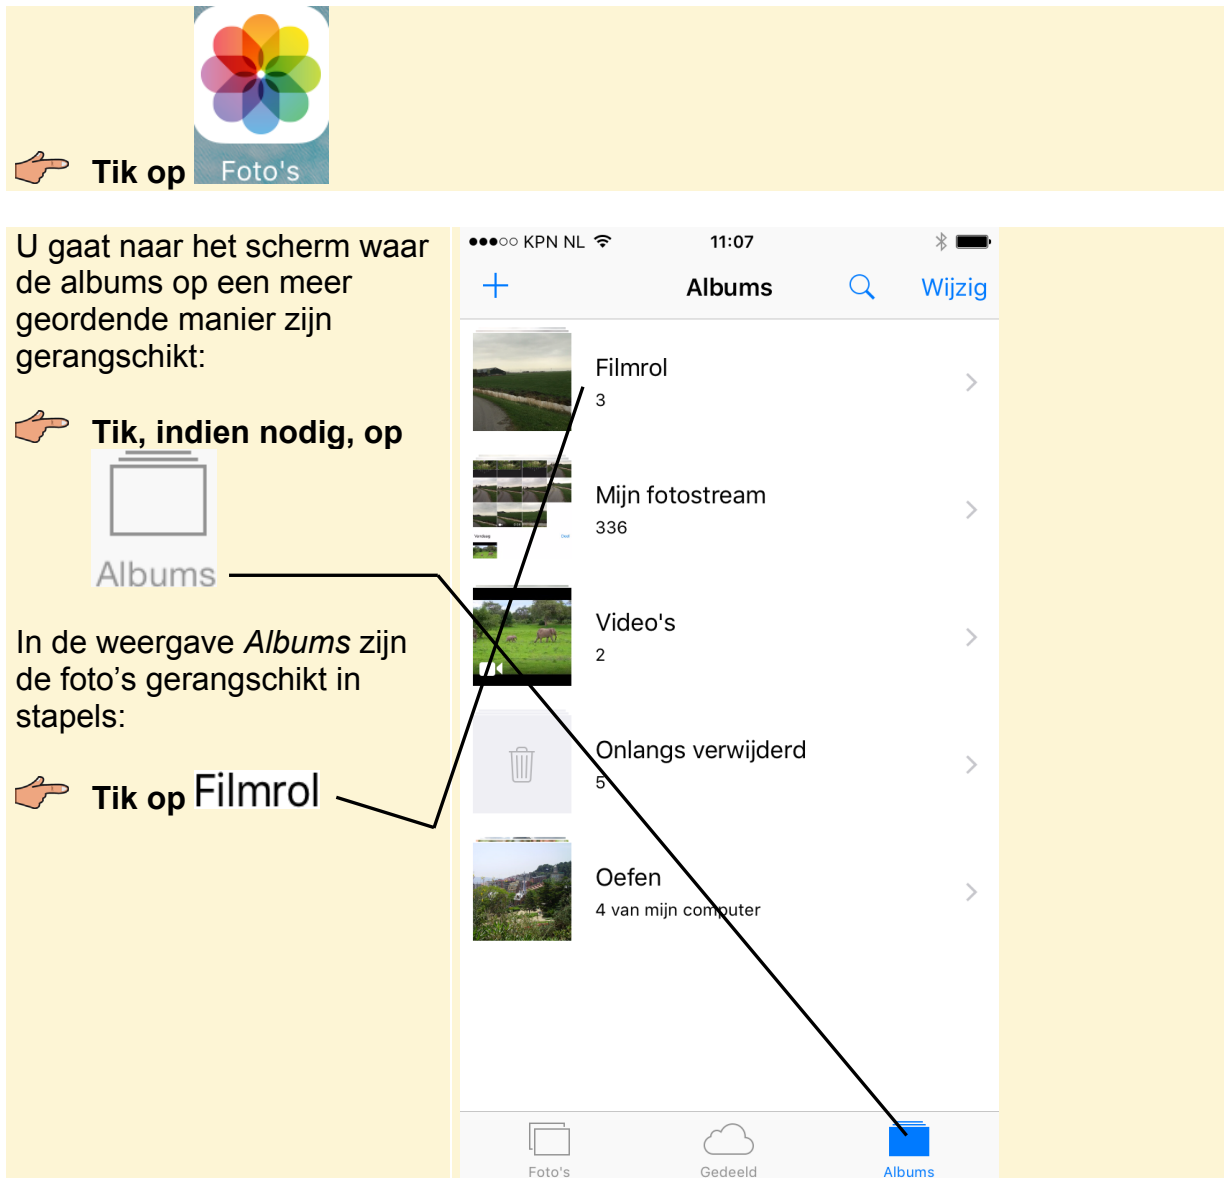 Foto's
Tik op
U gaat naar het scherm waar
de albums op een meer
geordende manier zijn
gerangschikt:
Tik, indien nodig, op
Albums
In de weergave Albums zijn
de foto’s gerangschikt in
stapels:
Tik op Filmrol
KPN NL 11:07
Albums Wijzig
Filmrol
3
Mijn fotostream
336
Video's
2
Onlangs verwijderd
5
Oefen
4 van mijn computer
Foto's Gedeeld Albums